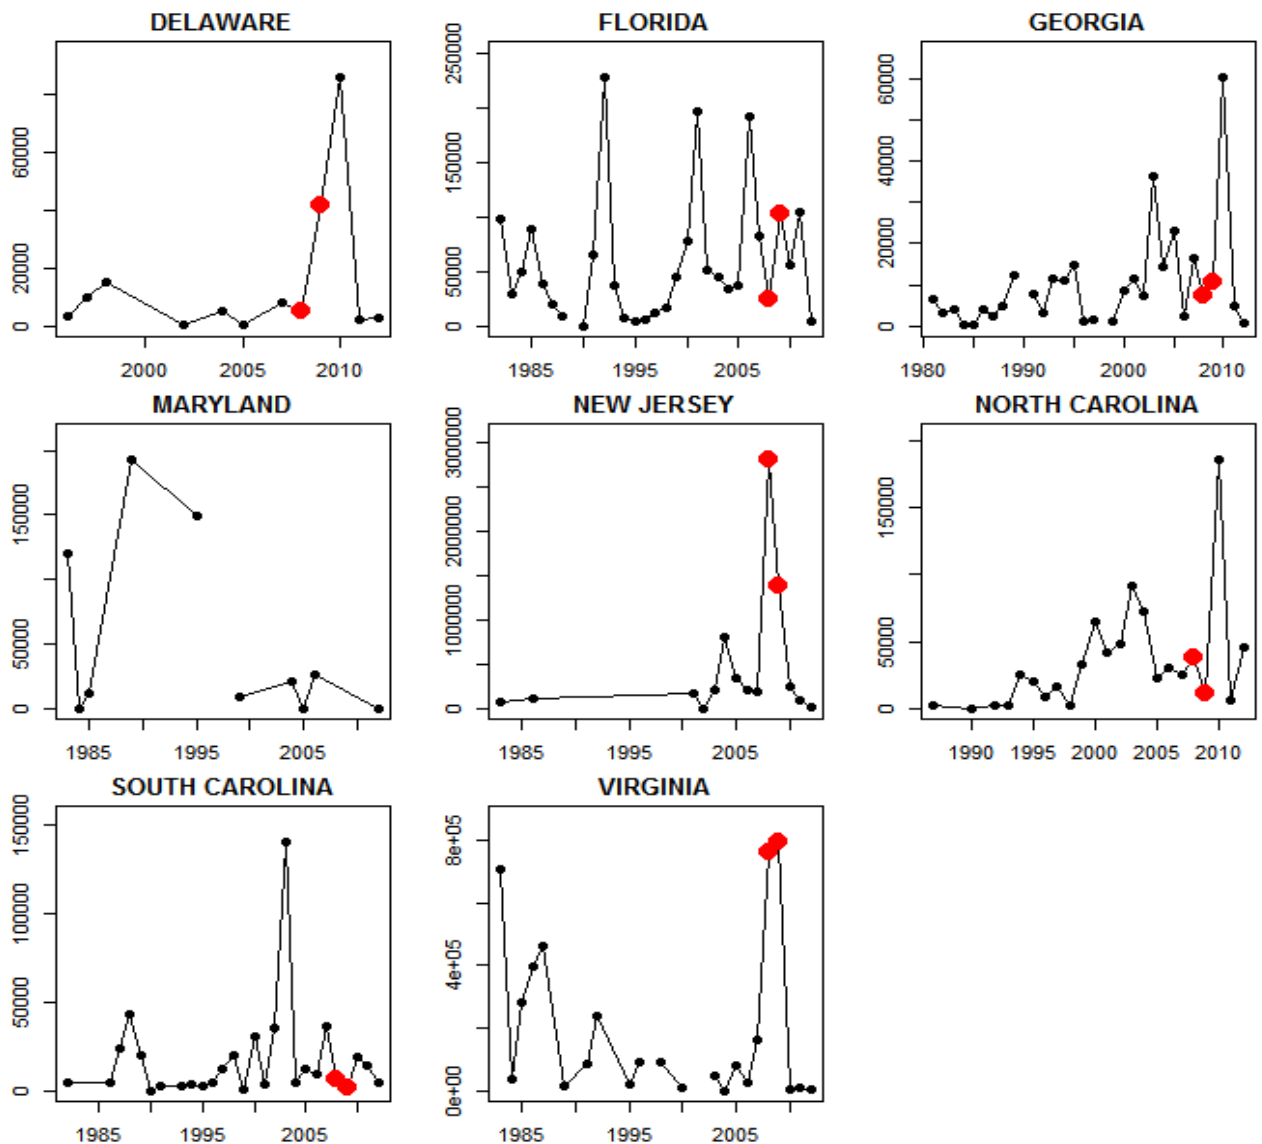 DELAWARE
60000
20000
0
2000 2005 2010
FLORIDA
250000
150000
50000
0
1985 1995 2005
GEORGIA
60000
40000
20000
0
1980 1990 2000 2010
MARYLAND
150000
50000
0
1985 1995 2005
NEW JERSEY
3000000
2000000
1000000
0
1985 1995 2005
NORTH CAROLINA
150000
50000
0
1990 1995 2000 2005 2010
SOUTH CAROLINA
150000
100000
50000
0
1985 1995 2005
VIRGINIA
8e+05
4e+05
0e+00
1985 1995 2005